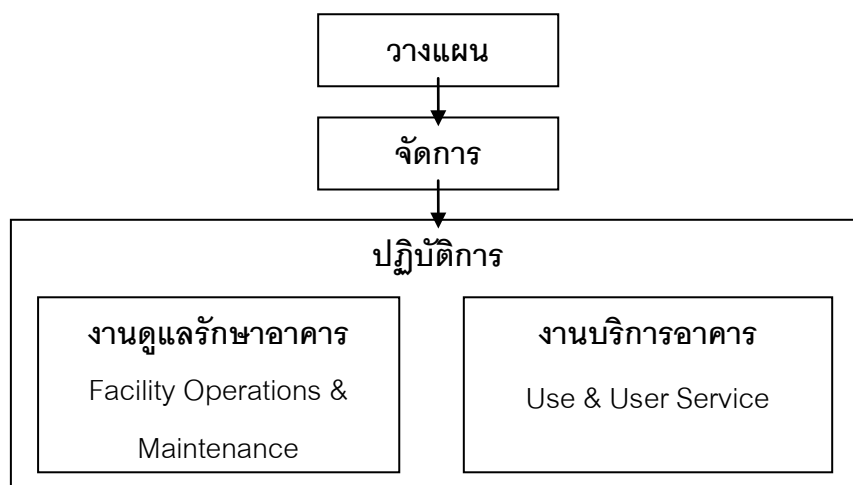 วางแผน
จัดการ
ปฏิบัติการ
งานดูแลรักษาอาคาร
Facility Operations &
Maintenance
งานบริการอาคาร
Use & User Service